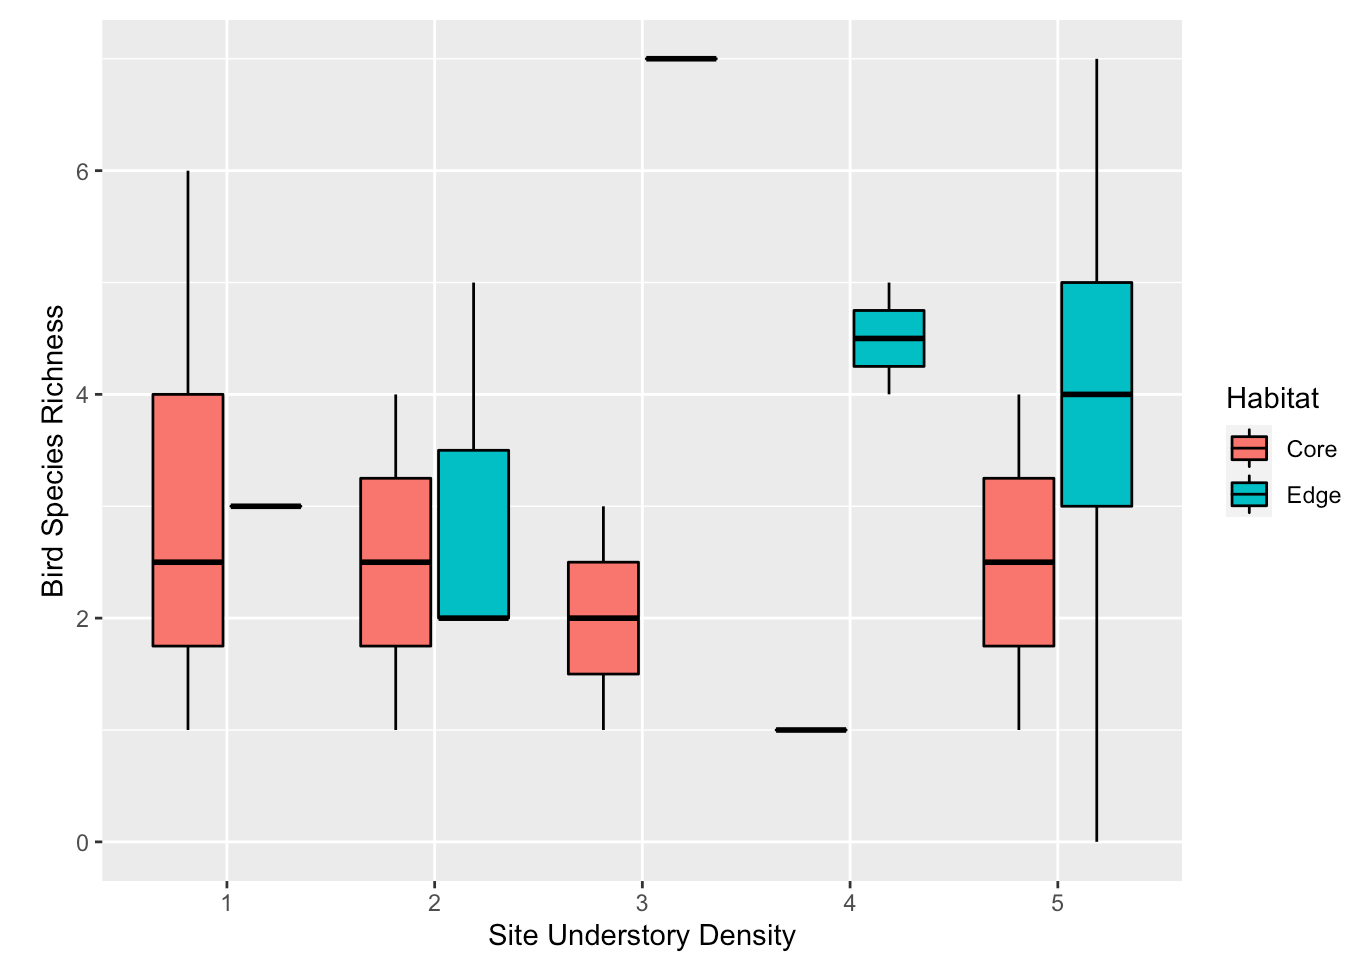 Bird Species Richness
6
4
2
0
1 2 3 4 5
Site Understory Density
Habitat
Core
Edge